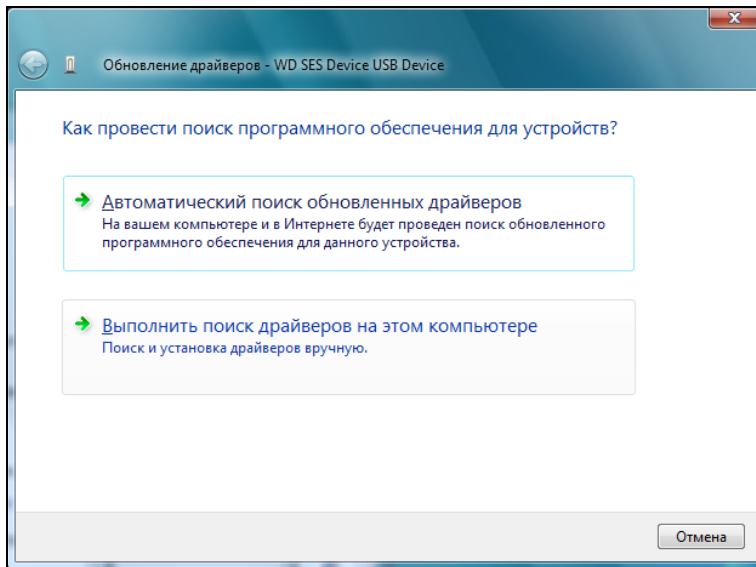 Обновление драйверов - WD SES Device USB Device
Как провести поиск программного обеспечения для устройств?
Автоматический поиск обновленных драйверов
На вашем компьютере и в Интернете будет проведен поиск обновленного
программного обеспечения для данного устройства.
Выполнить поиск драйверов на этом компьютере
Поиск и установка драйверов вручную.
Отмена